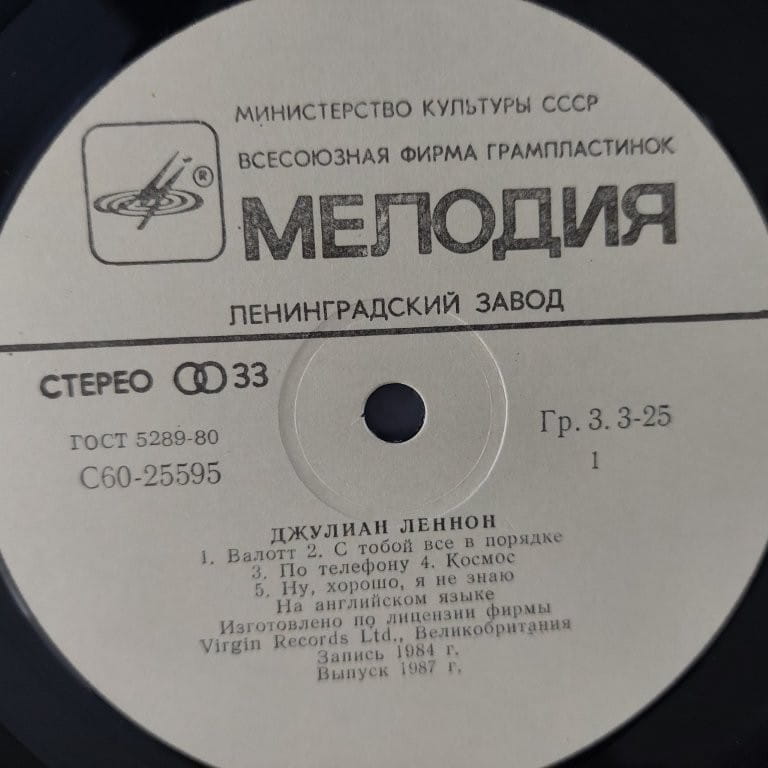 МИНИСТЕРСТВО КУЛЬТУРЫ СССР
ВСЕСОЮЗНАЯ ФИРМА ГРАМПЛАСТИНОК
®
МЕЛОДИЯ
ЛЕНИНГРАДСКИЙ ЗАВОД
СТЕРЕО 33
ГОСТ 5289-80
С60-25595
Гр. 3. 3-25
1
ДЖУЛИАН ЛЕННОН
1. Валотт 2. С тобой все в порядке
3. По телефону 4. Космос
5. Ну, хорошо, я не знаю
На английском языке
Изготовлено по лицензии фирмы
Virgin Records Ltd., Великобритания
Запись 1984 г.
Выпуск 1987 г.